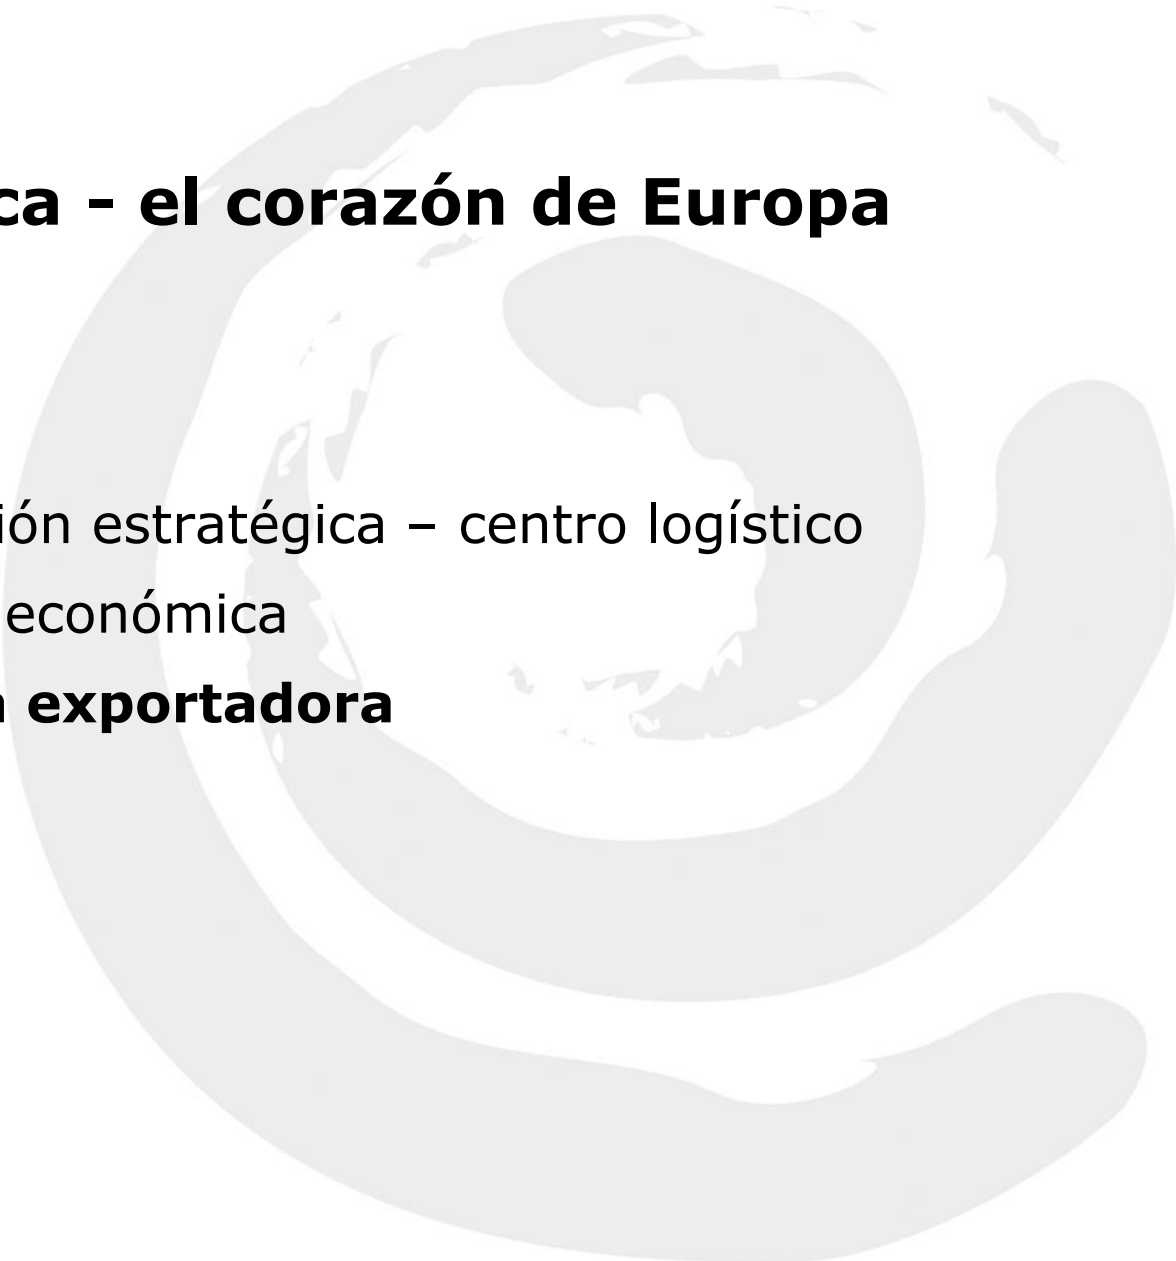 ca - el corazón de Europa
ión estratégica – centro logístico
económica
exportadora